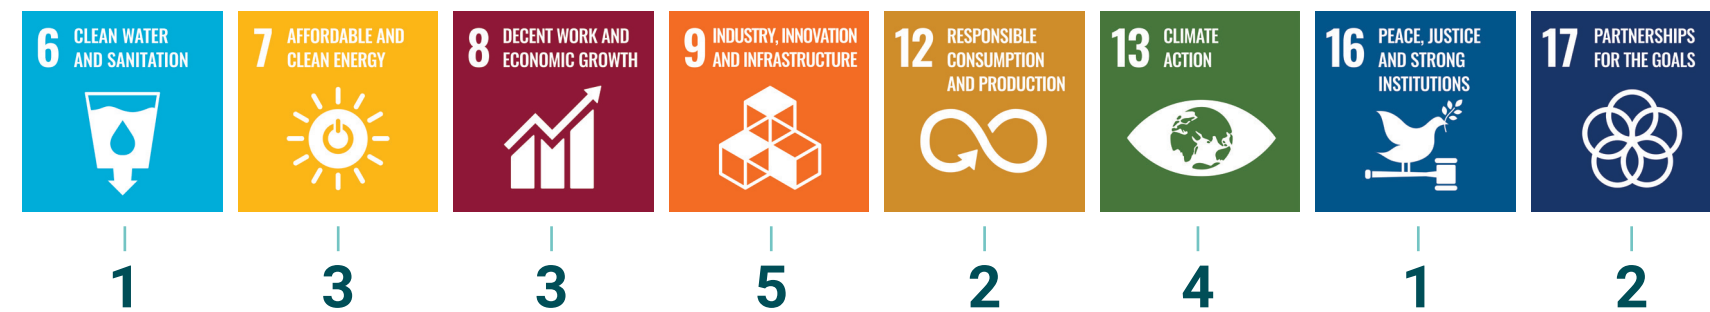 6 CLEAN WATER
AND SANITATION
7 AFFORDABLE AND
CLEAN ENERGY
8 DECENT WORK AND
ECONOMIC GROWTH
9 INDUSTRY, INNOVATION
AND INFRASTRUCTURE
12 RESPONSIBLE
CONSUMPTION
AND PRODUCTION
13 CLIMATE
ACTION
16 PEACE, JUSTICE
AND STRONG
INSTITUTIONS
17 PARTNERSHIPS
FOR THE GOALS
1 3 3 5 2 4 1 2